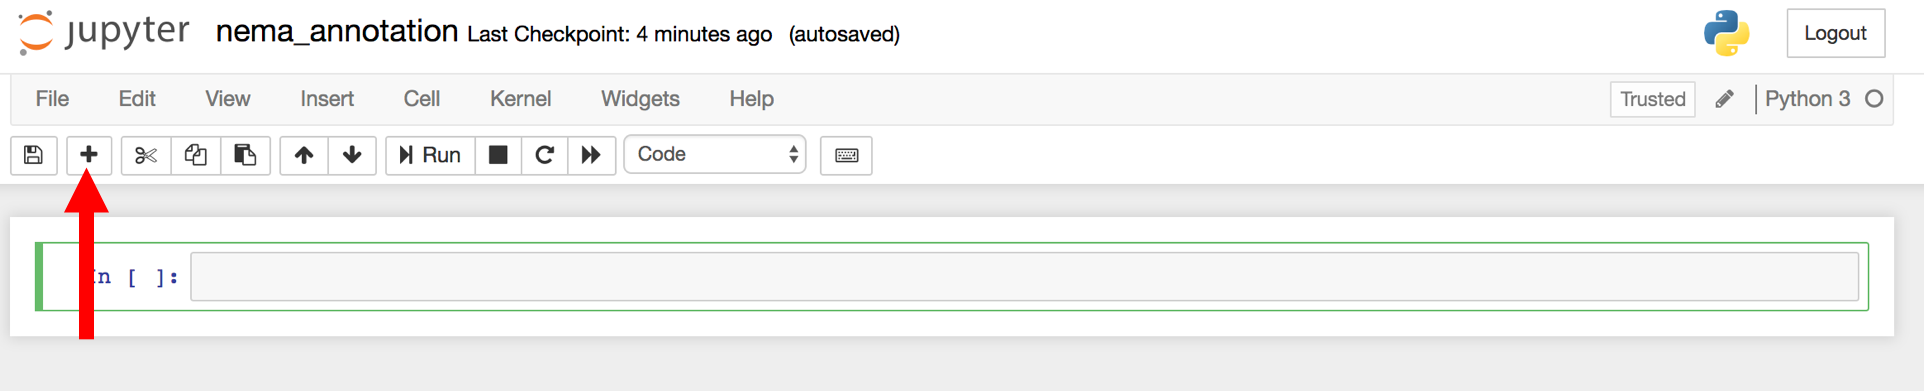 jupyter nema_annotation Last Checkpoint: 4 minutes ago (autosaved) Logout
File Edit View Insert Cell Kernel Widgets Help Trusted Python 3
Run Code
In [ ]: